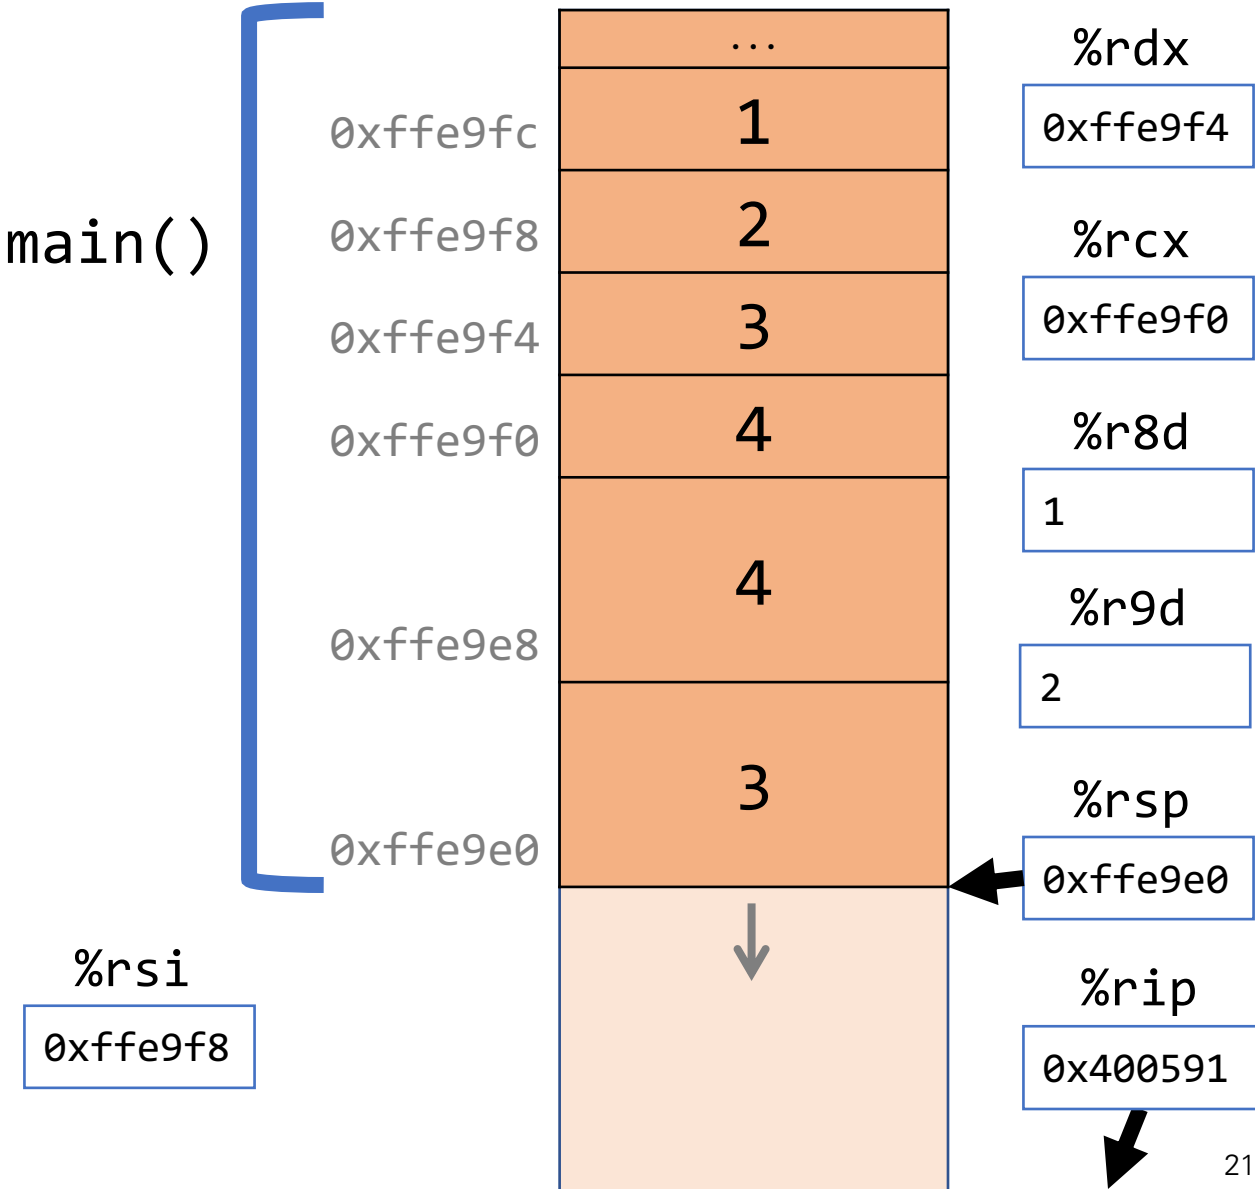 main()
0xffe9fc
0xffe9f8
0xffe9f4
0xffe9f0
0xffe9e8
0xffe9e0
...
1
2
3
4
4
3
%rdx
0xffe9f4
%rcx
0xffe9f0
%r8d
1
%r9d
2
%rsp
0xffe9e0
%rsi
0xffe9f8
%rip
0x400591
21